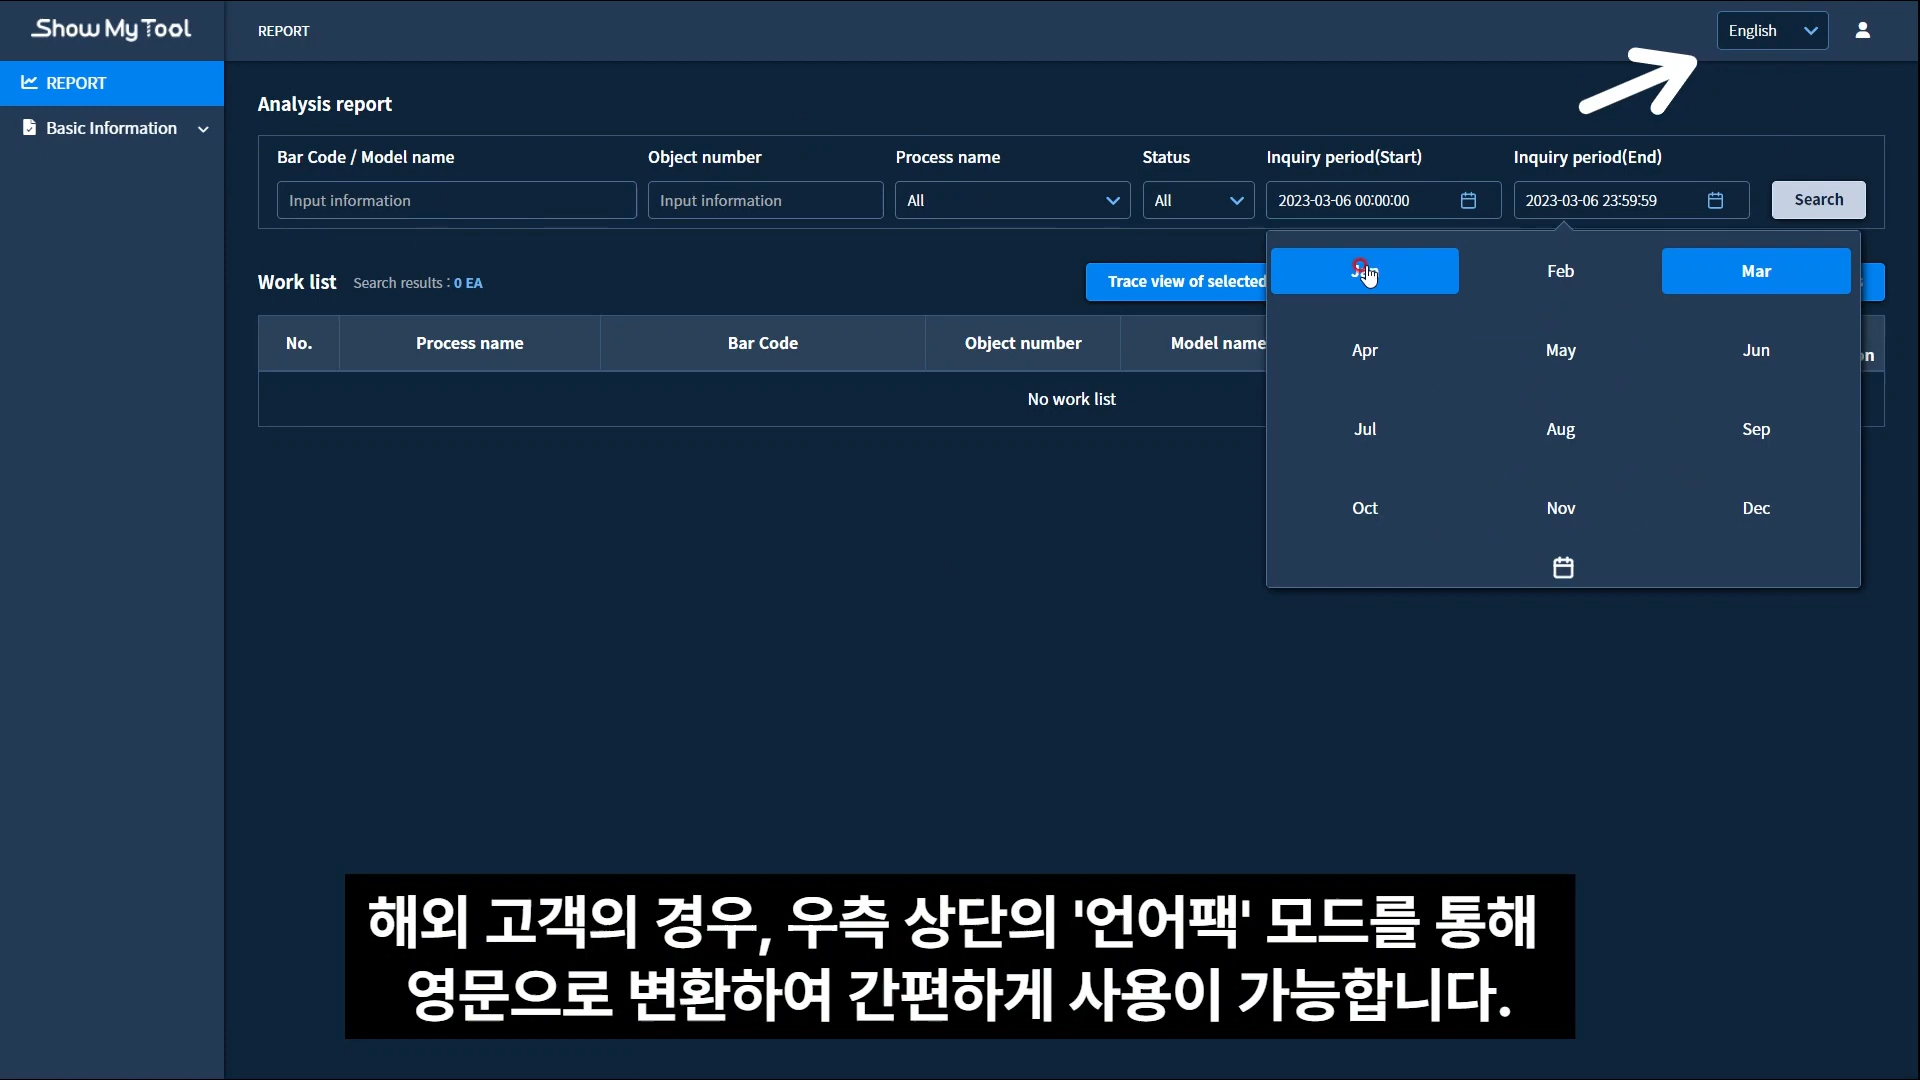 Show My Tool
REPORT
English
REPORT
Basic Information
Analysis report
Bar Code / Model name
Object number
Process name
Status
Inquiry period(Start)
Inquiry period(End)
Input information
Input information
All
All
2023-03-06 00:00:00
2023-03-06 23:59:59
Search
Work list
Search results : 0 EA
Trace view of selected
Feb
Mar
Apr
May
Jun
Jul
Aug
Sep
Oct
Nov
Dec
No.
Process name
Bar Code
Object number
Model name
No work list
해외 고객의 경우, 우측 상단의 '언어팩' 모드를 통해
영문으로 변환하여 간편하게 사용이 가능합니다.